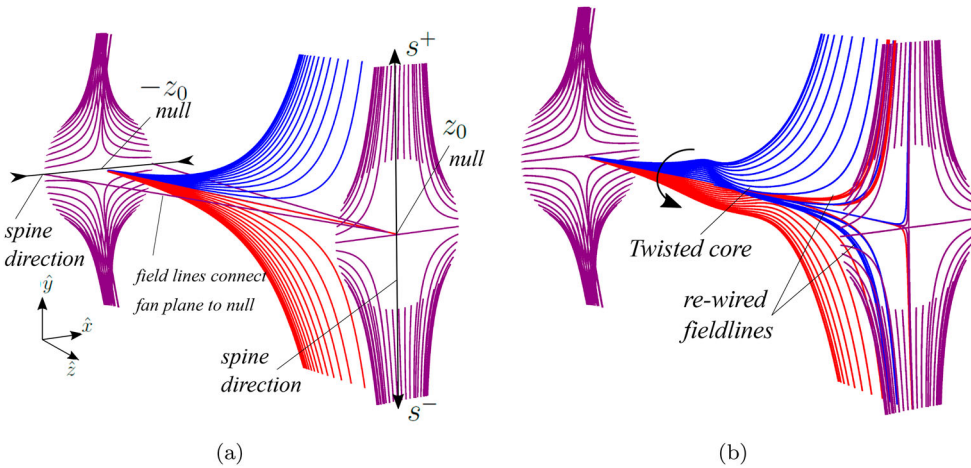 −z₀
null
s⁺
z₀
null
spine
direction
ŷ
x̂
ẑ
field lines connect
fan plane to null
spine
direction
s⁻
(a)
Twisted core
re-wired
fieldlines
(b)